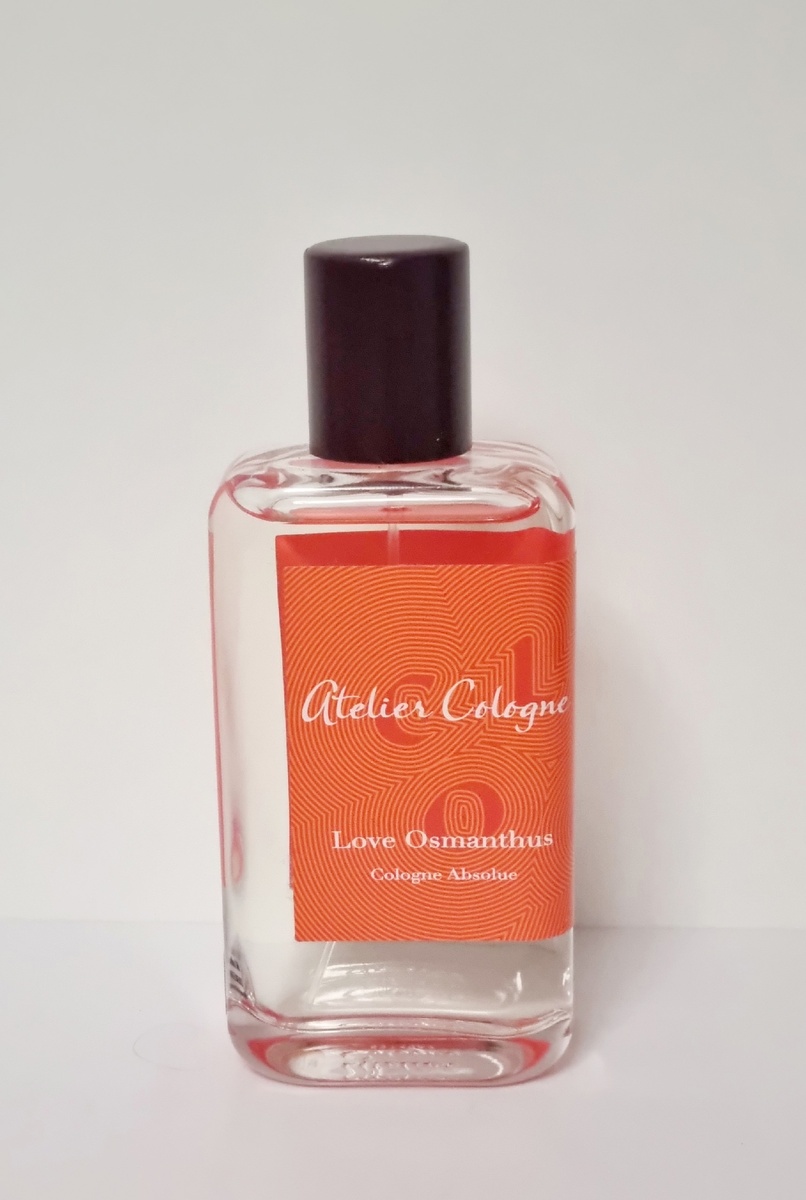 Atelier Cologne
Love Osmanthus
Cologne Absolue